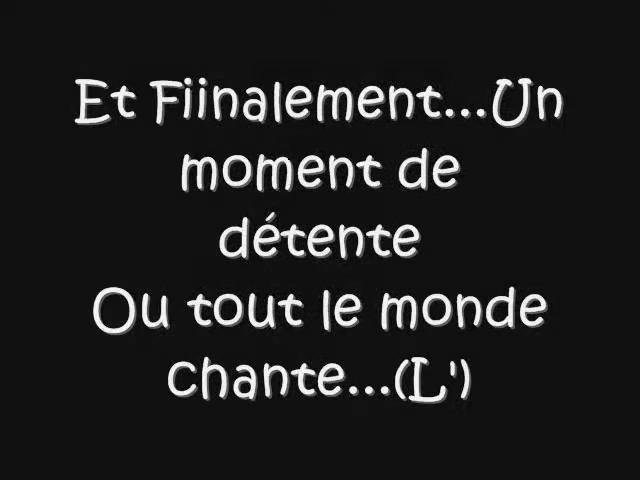 Et Fiinalement...Un
moment de
détente
Ou tout le monde
chante...(L')